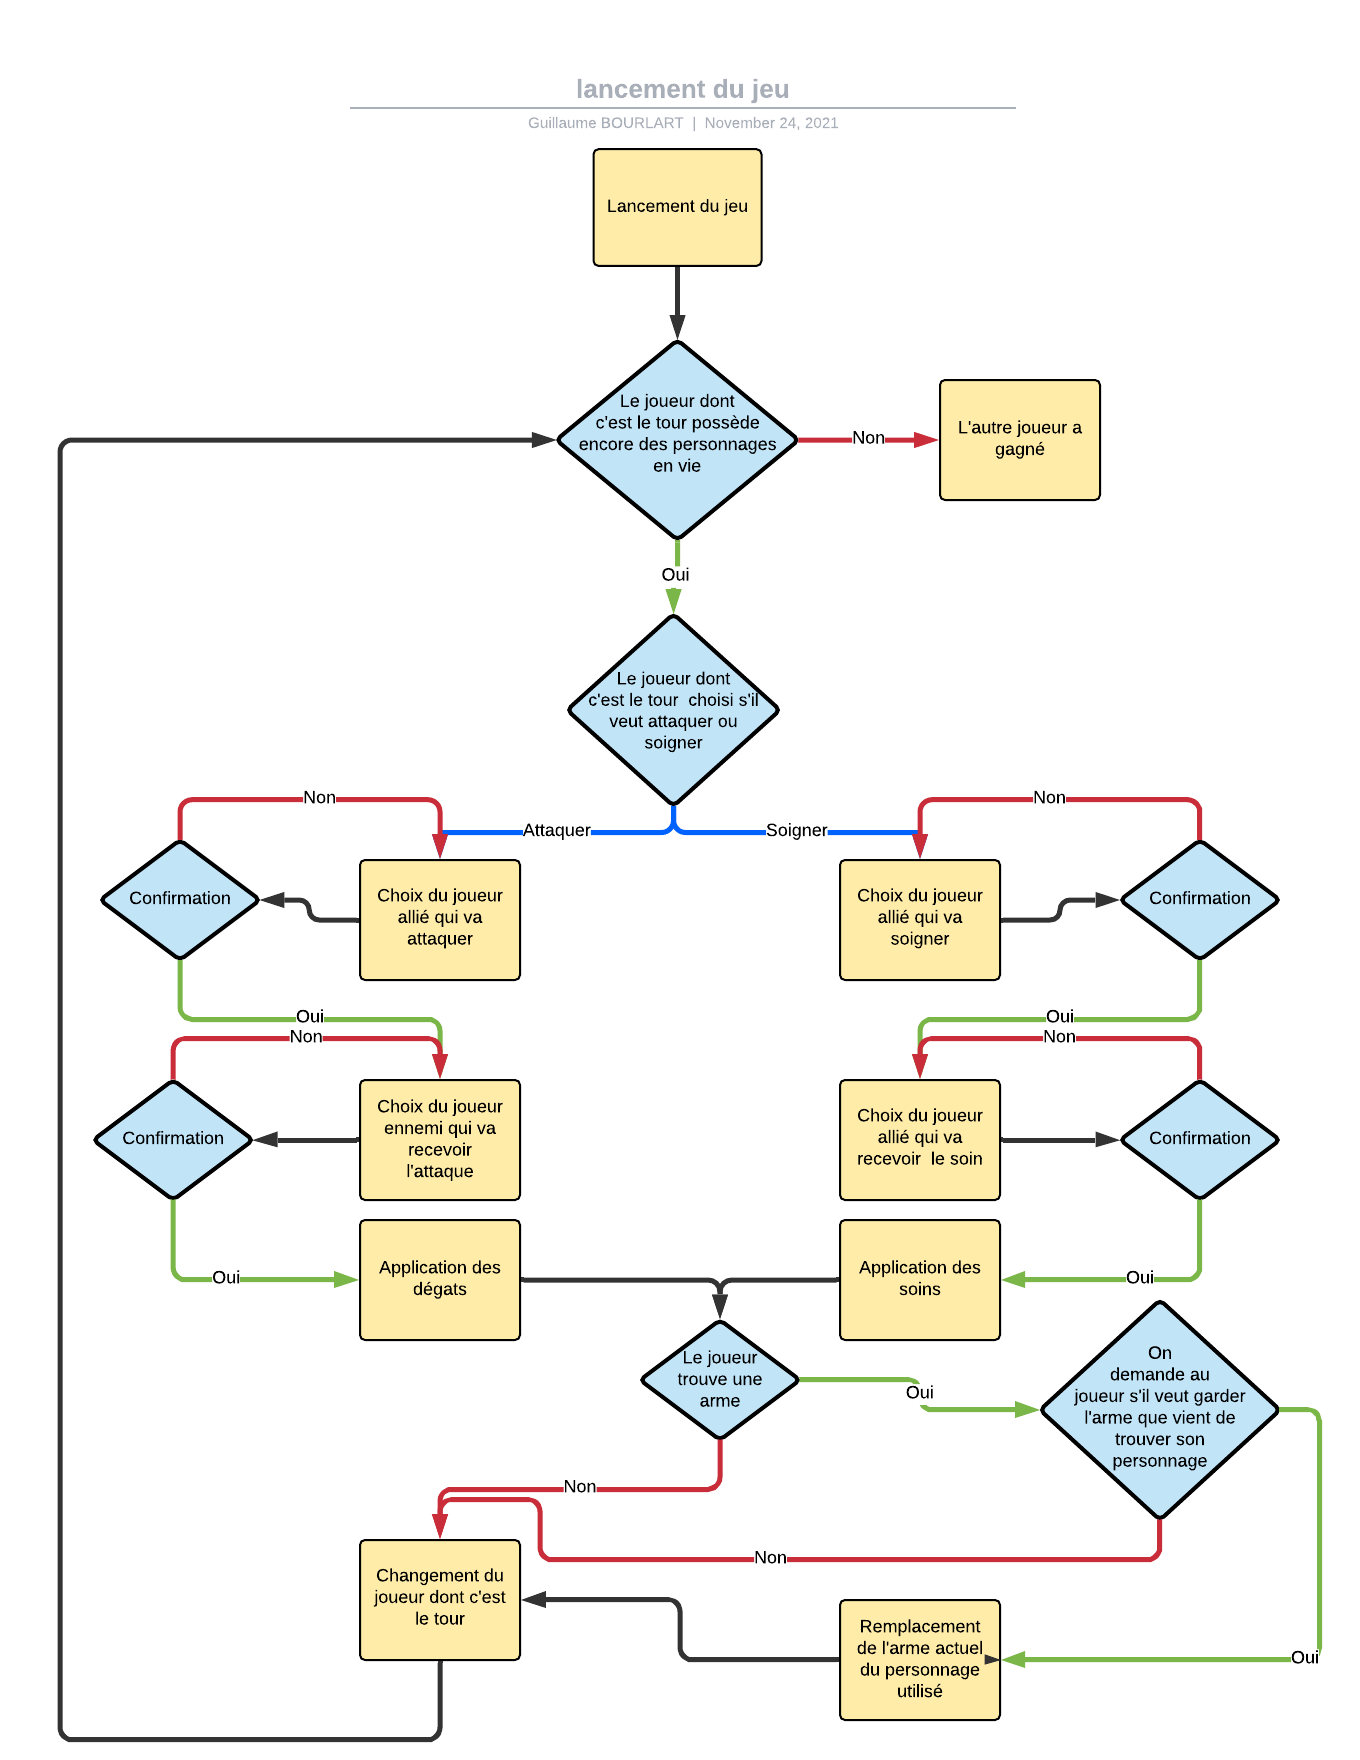 lancement du jeu
Guillaume BOURLART | November 24, 2021
Lancement du jeu
Le joueur dont
c'est le tour possède
encore des personnages
en vie
Non
L'autre joueur a
gagné
Oui
Le joueur dont
c'est le tour  choisi s'il
veut attaquer ou
soigner
Non
Attaquer
Soigner
Non
Confirmation
Choix du joueur
allié qui va
attaquer
Choix du joueur
allié qui va
soigner
Confirmation
Oui
Non
Oui
Non
Confirmation
Choix du joueur
ennemi qui va
recevoir
l'attaque
Choix du joueur
allié qui va
recevoir  le soin
Confirmation
Oui
Application des
dégats
Application des
soins
Oui
Le joueur
trouve une
arme
Oui
On
demande au
joueur s'il veut garder
l'arme que vient de
trouver son
personnage
Non
Non
Changement du
joueur dont c'est
le tour
Remplacement
de l'arme actuel
du personnage
utilisé
Oui